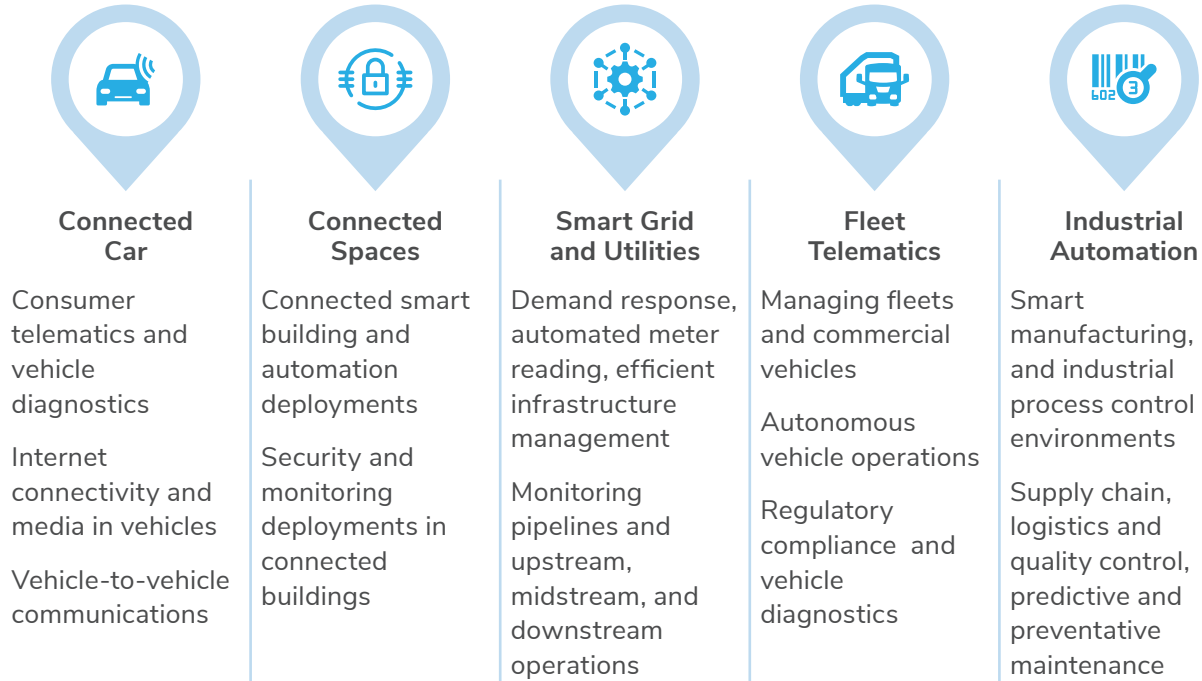 602
3
Connected
Car
Consumer
telematics and
vehicle
diagnostics
Internet
connectivity and
media in vehicles
Vehicle-to-vehicle
communications
Connected
Spaces
Connected smart
building and
automation
deployments
Security and
monitoring
deployments in
connected
buildings
Smart Grid
and Utilities
Demand response,
automated meter
reading, efficient
infrastructure
management
Monitoring
pipelines and
upstream,
midstream, and
downstream
operations
Fleet
Telematics
Managing fleets
and commercial
vehicles
Autonomous
vehicle operations
Regulatory
compliance  and
vehicle
diagnostics
Industrial
Automation
Smart
manufacturing,
and industrial
process control
environments
Supply chain,
logistics and
quality control,
predictive and
preventative
maintenance